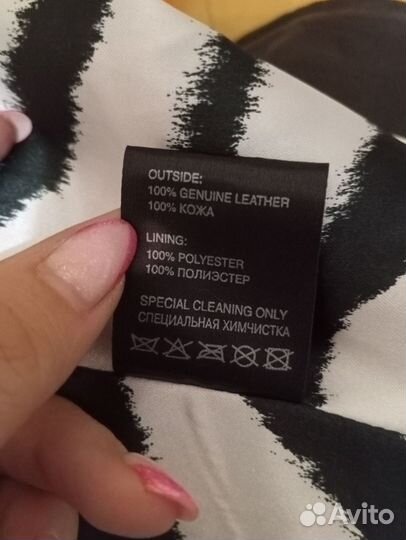 OUTSIDE:
100% GENUINE LEATHER
100% КОЖА
LINING:
100% POLYESTER
100% ПОЛИЭСТЕР
SPECIAL CLEANING ONLY
СПЕЦИАЛЬНАЯ ХИМЧИСТКА
Avito